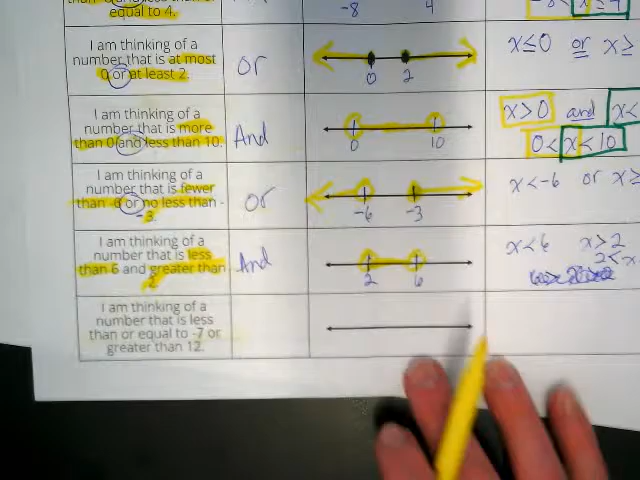 equal to 4.
-8 4
I am thinking of a
number that is at most
0 or at least 2.
or
0 2
x≤0 or x≥
I am thinking of a
number that is more
than 0 and less than 10.
And
0 10
x>0 and x<
0< x<10
I am thinking of a
number that is fewer
than -6 or no less than -
3.
or
-6 -3
x<-6 or x≥
I am thinking of a
number that is less
than 6 and greater than
2.
And
2 6
x<6 x>2
2<x
I am thinking of a
number that is less
than or equal to -7 or
greater than 12.